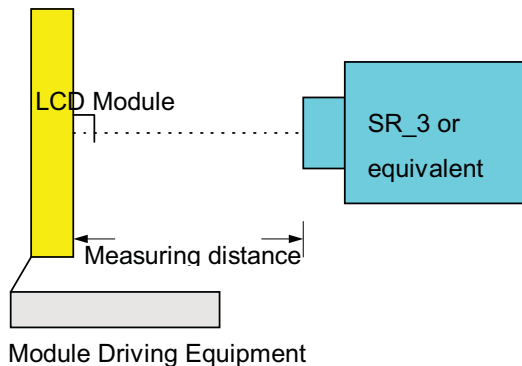 LCD Module
SR_3 or
equivalent
Measuring distance
Module Driving Equipment